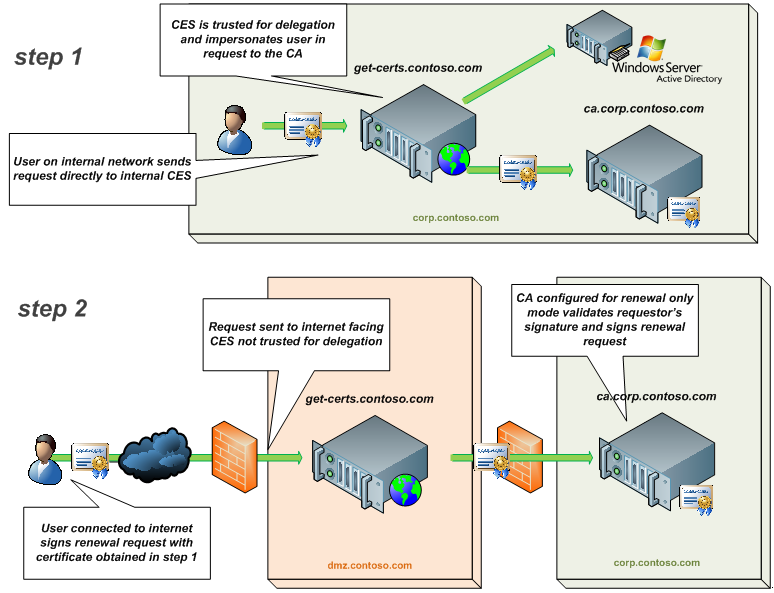 step 1
CES is trusted for delegation
and impersonates user in
request to the CA
get-certs.contoso.com
Windows Server
Active Directory
ca.corp.contoso.com
User on internal network sends
request directly to internal CES
corp.contoso.com
step 2
Request sent to internet facing
CES not trusted for delegation
CA configured for renewal only
mode validates requestor's
signature and signs renewal
request
get-certs.contoso.com
ca.corp.contoso.com
User connected to internet
signs renewal request with
certificate obtained in step 1
dmz.contoso.com
corp.contoso.com